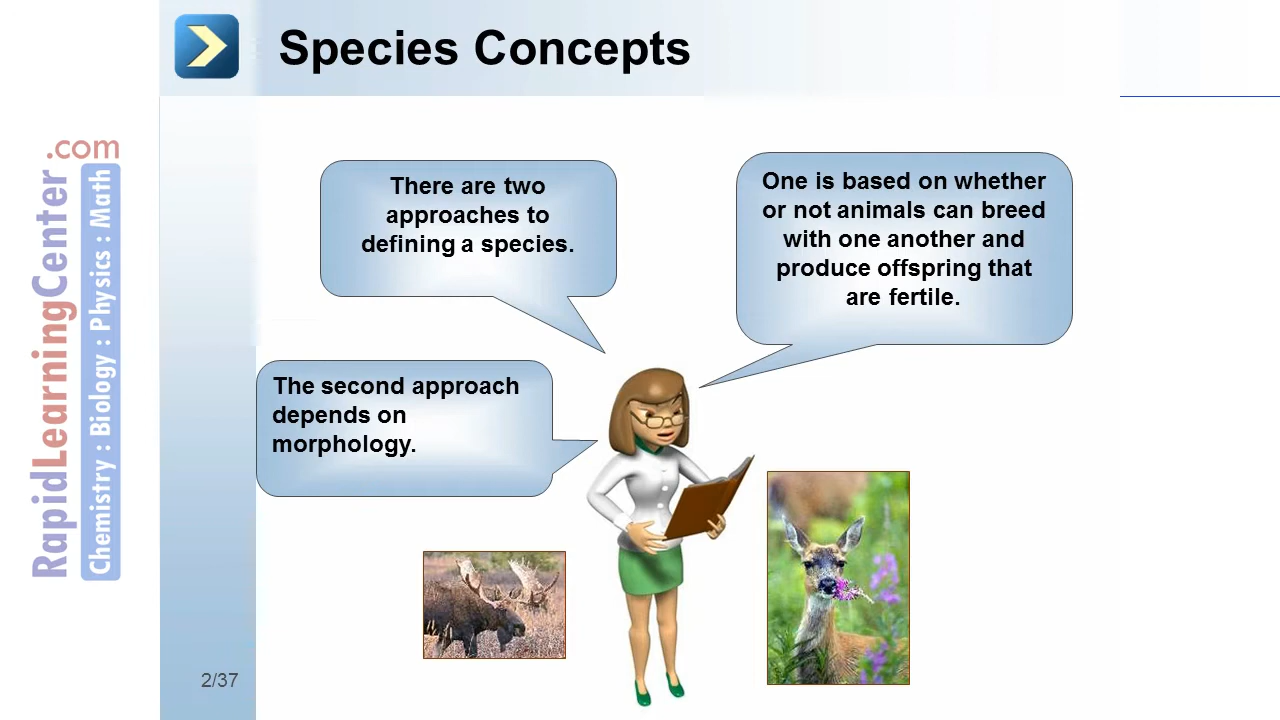 Species Concepts
There are two
approaches to
defining a species.
One is based on whether
or not animals can breed
with one another and
produce offspring that
are fertile.
The second approach
depends on
morphology.
RapidLearningCenter.com
Chemistry : Biology : Physics : Math
2/37